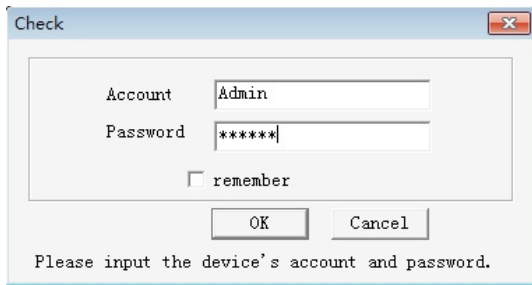 Check
Account Admin
Password ******
remember
OK Cancel
Please input the device's account and password.